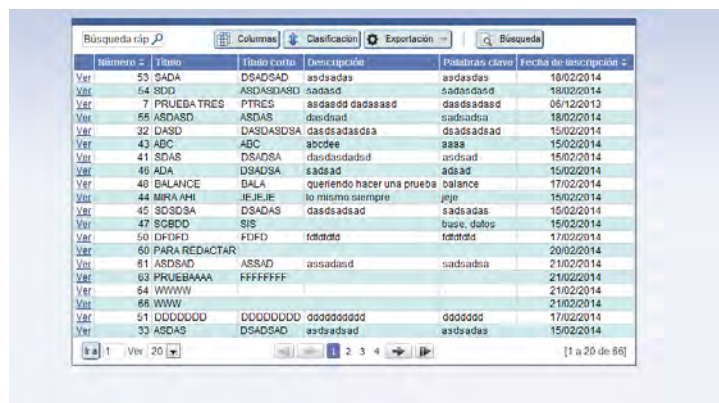 Búsqueda ráp Columnas Clasificación Exportación Búsqueda
Número Título Título corto Descripción Palabras clave Fecha de inscripción
Ver 53 SADA DSADSAD asdsadas asdasdas 18/02/2014
Ver 54 SDD ASDASDASD sadasd sadasdasd 18/02/2014
Ver 7 PRUEBA TRES PTRES asdasdd dadasasd dasdsadasd 06/12/2013
Ver 55 ASDASD ASDAS dasdsad sadsadsa 18/02/2014
Ver 32 DASD DASDASDSA dasdsadasdsa dsadsadsad 15/02/2014
Ver 43 ABC ABC abcdee aaaa 15/02/2014
Ver 41 SDAS DSADSA dasdasdadsd asdsad 15/02/2014
Ver 46 ADA DSADSA sadsad adsad 15/02/2014
Ver 48 BALANCE BALA queriendo hacer una prueba balance 17/02/2014
Ver 44 MIRA AHI JEJEJE lo mismo siempre jeje 15/02/2014
Ver 45 SDSDSA DSADAS dasdsadsad sadsadas 15/02/2014
Ver 47 SGBDD SIS base, datos 15/02/2014
Ver 50 DFDFD FDFD fdfdfdfd fdfdfdfd 17/02/2014
Ver 60 PARA REDACTAR 20/02/2014
Ver 61 ASDSAD ASSAD assadasd sadsadsa 21/02/2014
Ver 63 PRUEBAAAA FFFFFFFF 21/02/2014
Ver 64 WWWW 21/02/2014
Ver 66 WWW 21/02/2014
Ver 51 DDDDDDD DDDDDDDD dddddddddd ddddddd 17/02/2014
Ver 33 ASDAS DSADSAD asdsadsad asdsadas 15/02/2014
Ir a 1 Ver 20 1 2 3 4 [1 a 20 de 66]